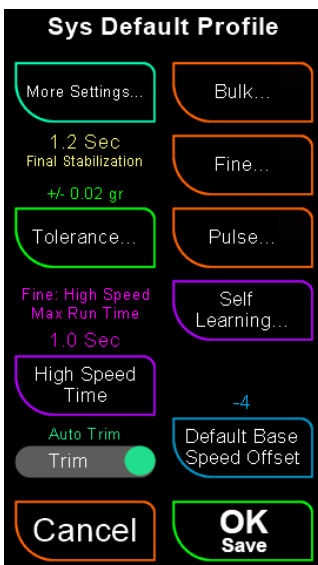 Sys Default Profile
More Settings...
Bulk...
1.2 Sec
Final Stabilization
Fine...
+/- 0.02 gr
Tolerance...
Pulse...
Fine: High Speed
Max Run Time
1.0 Sec
Self
Learning...
High Speed
Time
-4
Auto Trim
Trim
Default Base
Speed Offset
Cancel
OK
Save